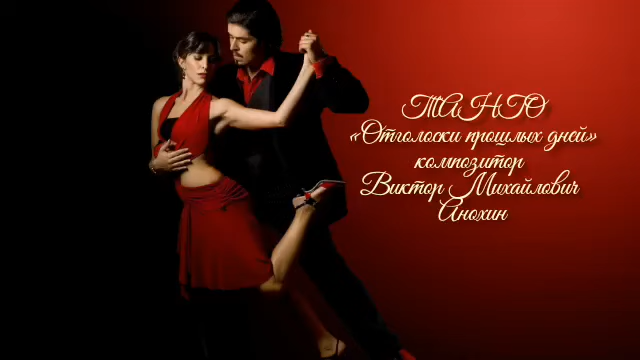 ТАНГО
«Отголоски прошлых дней»
композитор
Виктор Михайлович
Анохин